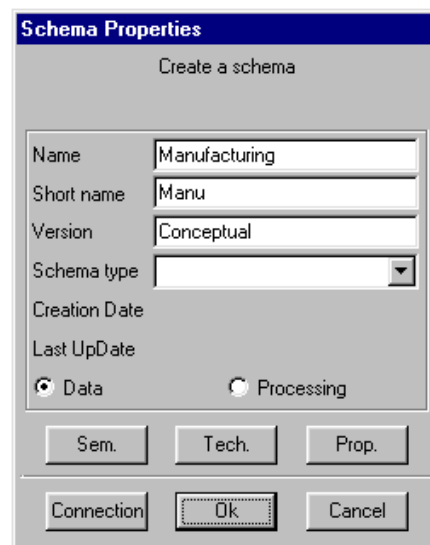 Schema Properties
Create a schema
Name Manufacturing
Short name Manu
Version Conceptual
Schema type
Creation Date
Last UpDate
Data Processing
Sem. Tech. Prop.
Connection Ok Cancel